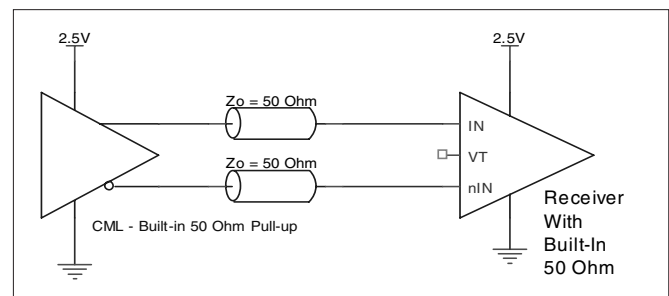 2.5V
2.5V
Zo = 50 Ohm
IN
VT
Zo = 50 Ohm
nIN
CML - Built-in 50 Ohm Pull-up
Receiver
With
Built-In
50 Ohm